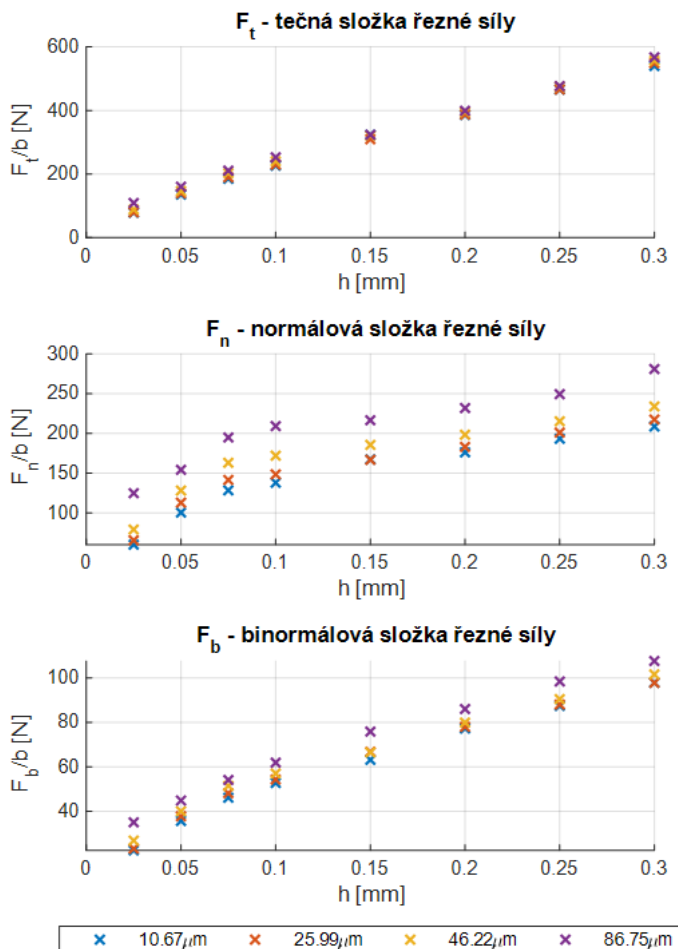 F_t - tečná složka řezné síly
600
400
200
0
F_t/b [N]
0 0.05 0.1 0.15 0.2 0.25 0.3
h [mm]
F_n - normálová složka řezné síly
300
250
200
150
100
F_n/b [N]
0 0.05 0.1 0.15 0.2 0.25 0.3
h [mm]
F_b - binormálová složka řezné síly
100
80
60
40
F_b/b [N]
0 0.05 0.1 0.15 0.2 0.25 0.3
h [mm]
10.67μm 25.99μm 46.22μm 86.75μm